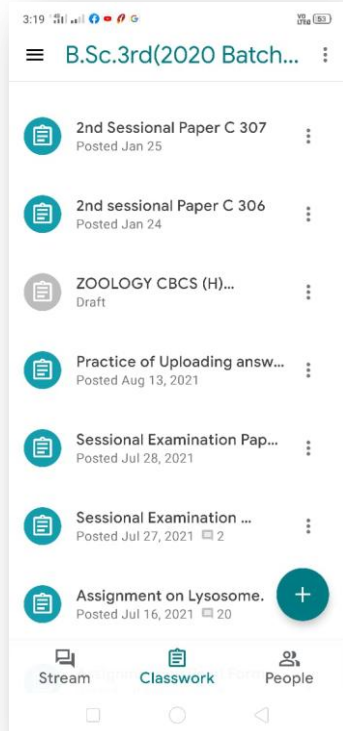 3:19
53
B.Sc.3rd(2020 Batch...
2nd Sessional Paper C 307
Posted Jan 25
2nd sessional Paper C 306
Posted Jan 24
ZOOLOGY CBCS (H)...
Draft
Practice of Uploading answ...
Posted Aug 13, 2021
Sessional Examination Pap...
Posted Jul 28, 2021
Sessional Examination ...
Posted Jul 27, 2021 2
Assignment on Lysosome.
Posted Jul 16, 2021 20
Stream
Classwork
People